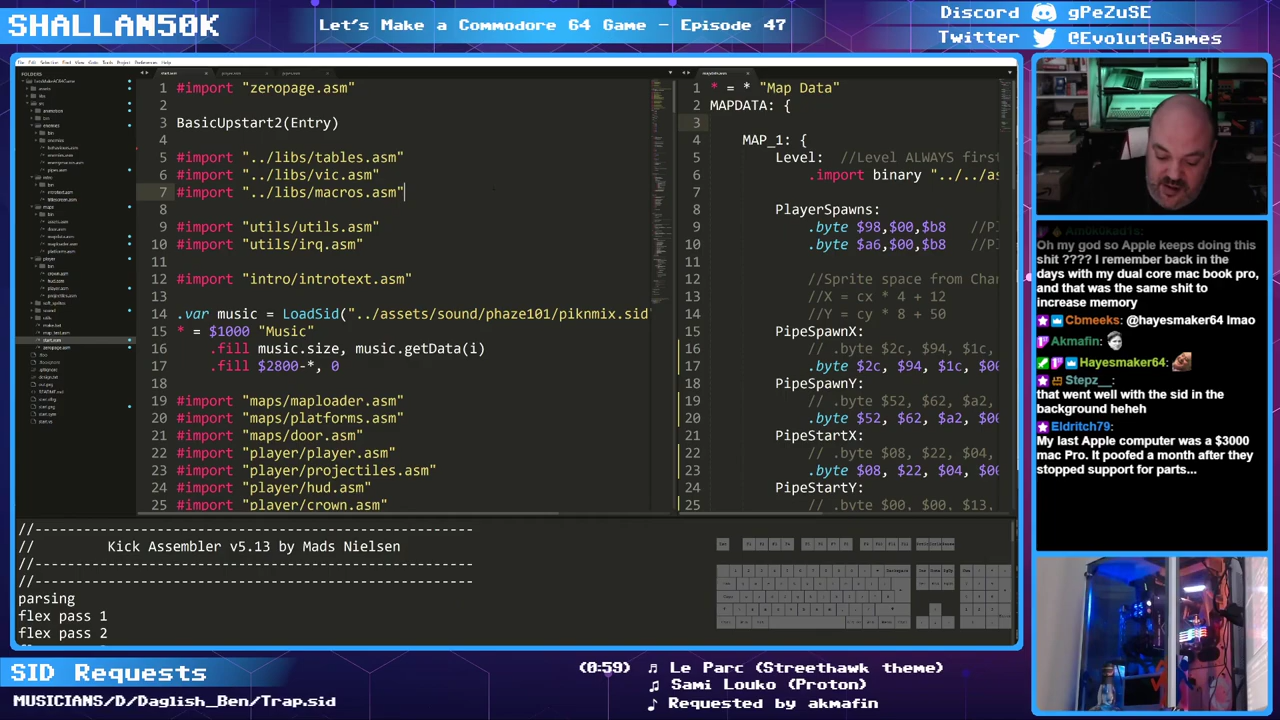 SHALLAN50K
Let's Make a Commodore 64 Game - Episode 47
Discord gPeZuSE
Twitter @EvoluteGames
FOLDERS
1 #import "zeropage.asm"
2
3 BasicUpstart2(Entry)
4
5 #import "../libs/tables.asm"
6 #import "../libs/vic.asm"
7 #import "../libs/macros.asm"
8
9 #import "utils/utils.asm"
10 #import "utils/irq.asm"
11
12 #import "intro/introtext.asm"
13
14 .var music = LoadSid("../assets/sound/phaze101/piknmix.sid
15 * = $1000 "Music"
16 .fill music.size, music.getData(i)
17 .fill $2800-*, 0
18
19 #import "maps/maploader.asm"
20 #import "maps/platforms.asm"
21 #import "maps/door.asm"
22 #import "player/player.asm"
23 #import "player/projectiles.asm"
24 #import "player/hud.asm"
25 #import "player/crown.asm"
1 * = * "Map Data"
2 MAPDATA: {
3
4 MAP_1: {
5 Level: //Level ALWAYS first
6 .import binary "../../as
7
8 PlayerSpawns:
9 .byte $98,$00,$b8 //Pl
10 .byte $a6,$00,$b8 //Pl
11
12 //Sprite space from Char
13 //X = cx * 4 + 12
14 //Y = cy * 8 + 50
15 PipeSpawnX:
16 // .byte $2c, $94, $1c,
17 .byte $2c, $94, $1c, $00
18 PipeSpawnY:
19 // .byte $52, $62, $a2,
20 .byte $52, $62, $a2, $00
21 PipeStartX:
22 // .byte $08, $22, $04,
23 .byte $08, $22, $04, $00
24 PipeStartY:
25 // .byte $00, $00, $13,
//------------------------------------------------------
// Kick Assembler v5.13 by Mads Nielsen
//------------------------------------------------------
//------------------------------------------------------
parsing
flex pass 1
flex pass 2
Oh my god so Apple keeps doing this
shit ???? I remember back in the
days with my dual core mac book pro,
and that was the same shit to
increase memory
Cbmeeks: @hayesmaker64 lmao
Akmafin:
Hayesmaker64:
Stepz__:
that went well with the sid in the
background heheh
Eldritch79:
My last Apple computer was a $3000
mac Pro. It poofed a month after they
stopped support for parts...
SID Requests
MUSICIANS/D/Daglish_Ben/Trap.sid
(0:59) ♫ Le Parc (Streethawk theme)
♫ Sami Louko (Proton)
♪ Requested by akmafin